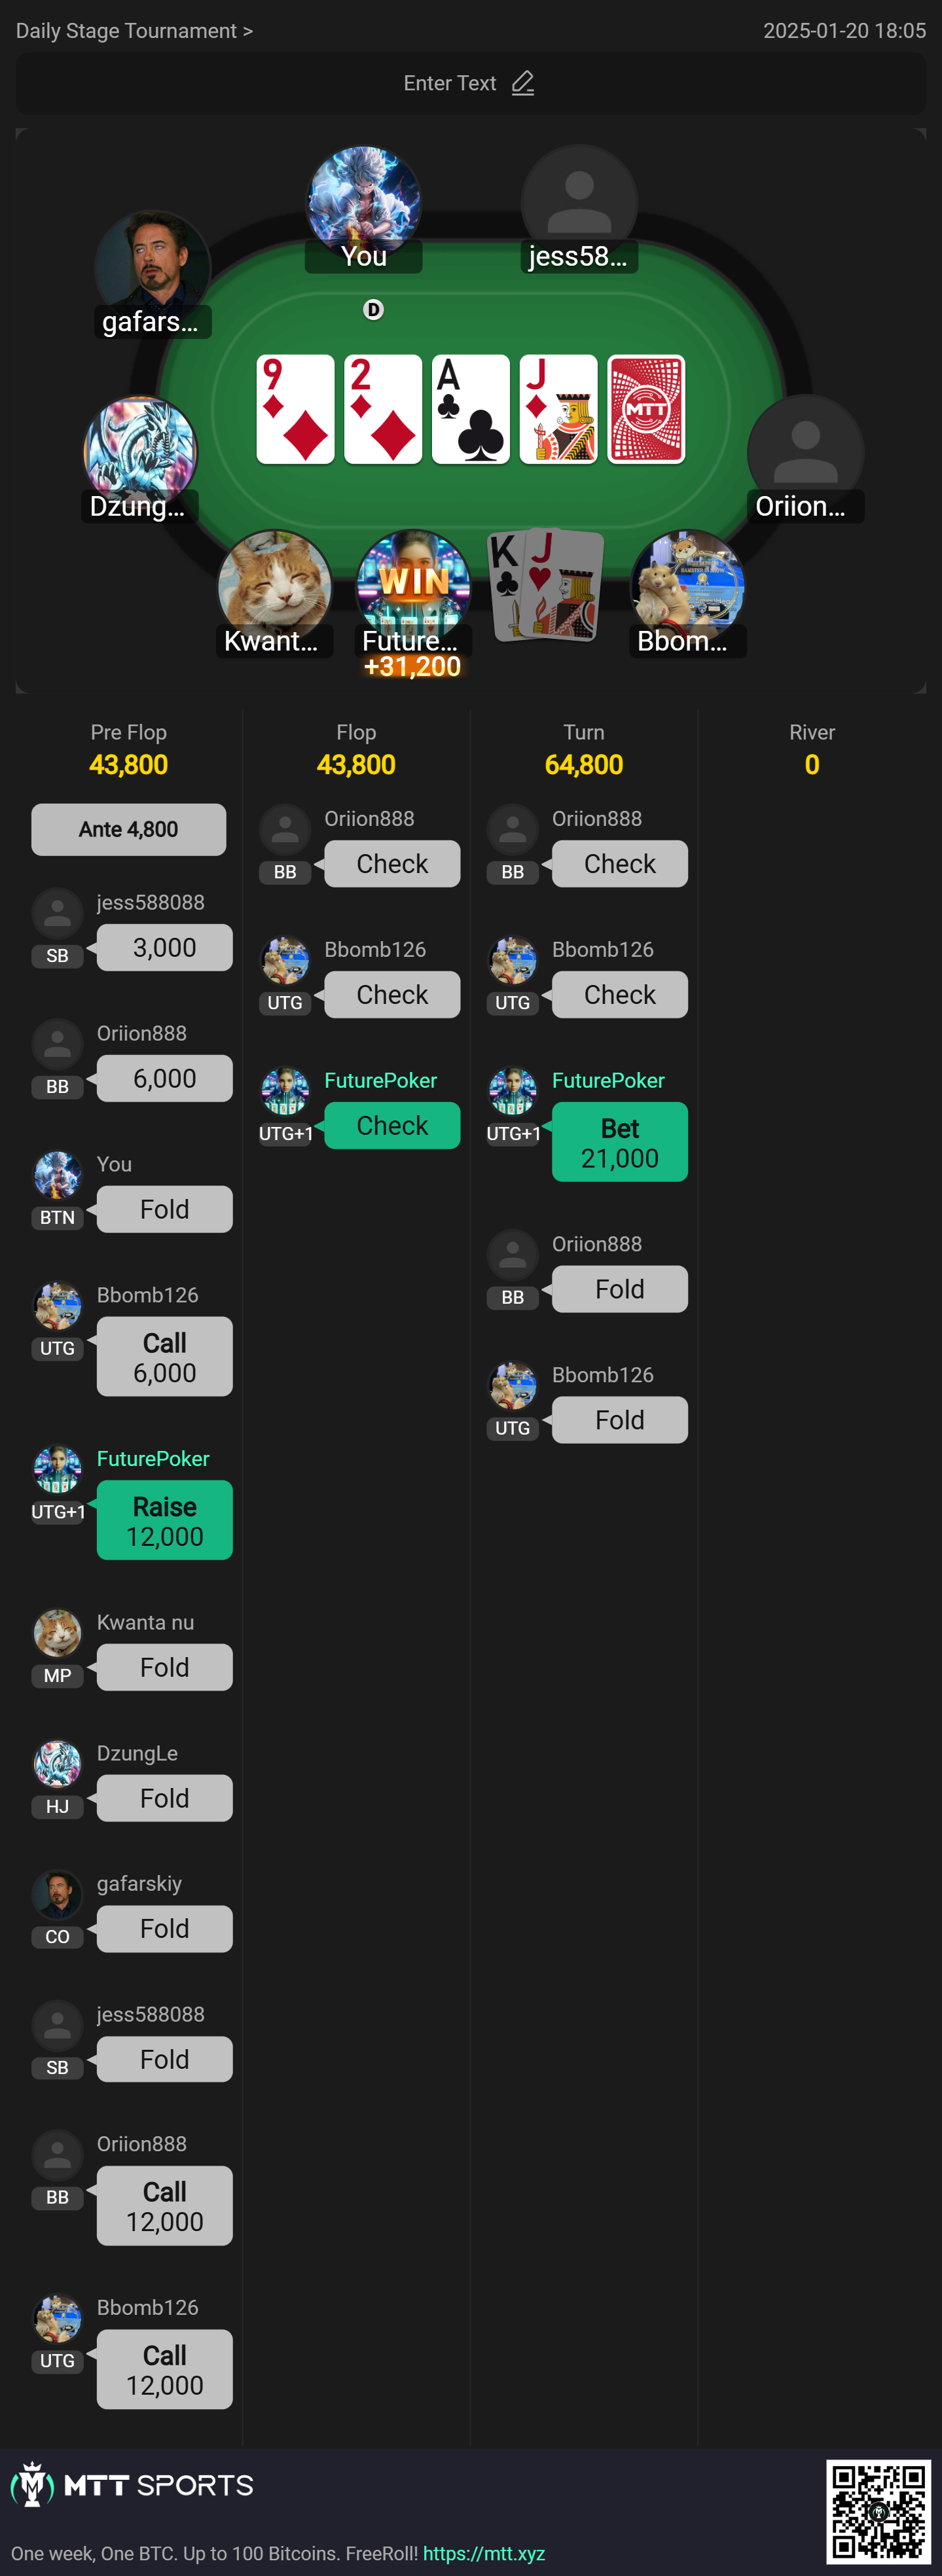 Daily Stage Tournament >
2025-01-20 18:05
Enter Text
You
jess58...
gafars...
D
9
2
A
J
MTT
Dzung...
Oriion...
K
J
WIN
Kwant...
Future...
Bbom...
+31,200
Pre Flop
43,800
Ante 4,800
jess588088
SB
3,000
Oriion888
BB
6,000
You
BTN
Fold
Bbomb126
UTG
Call
6,000
FuturePoker
UTG+1
Raise
12,000
Kwanta nu
MP
Fold
DzungLe
HJ
Fold
gafarskiy
CO
Fold
jess588088
SB
Fold
Oriion888
BB
Call
12,000
Bbomb126
UTG
Call
12,000
Flop
43,800
Oriion888
BB
Check
Bbomb126
UTG
Check
FuturePoker
UTG+1
Check
Turn
64,800
Oriion888
BB
Check
Bbomb126
UTG
Check
FuturePoker
UTG+1
Bet
21,000
Oriion888
BB
Fold
Bbomb126
UTG
Fold
River
0
MTT SPORTS
One week, One BTC. Up to 100 Bitcoins. FreeRoll! https://mtt.xyz